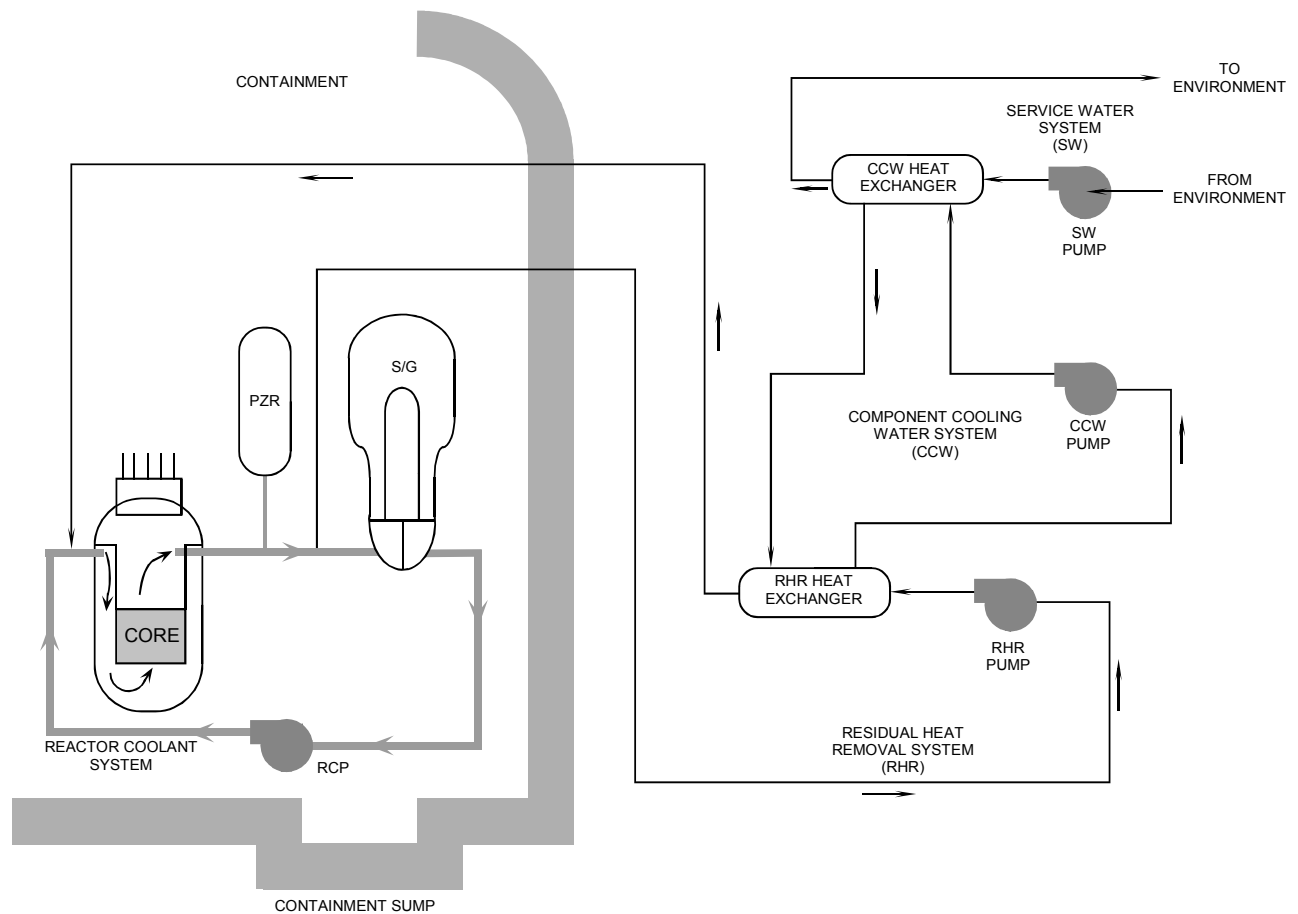 CONTAINMENT
TO
ENVIRONMENT
SERVICE WATER
SYSTEM
(SW)
CCW HEAT
EXCHANGER
FROM
ENVIRONMENT
SW
PUMP
S/G
PZR
COMPONENT COOLING
WATER SYSTEM
(CCW)
CCW
PUMP
RHR HEAT
EXCHANGER
CORE
RHR
PUMP
REACTOR COOLANT
SYSTEM
RCP
RESIDUAL HEAT
REMOVAL SYSTEM
(RHR)
CONTAINMENT SUMP